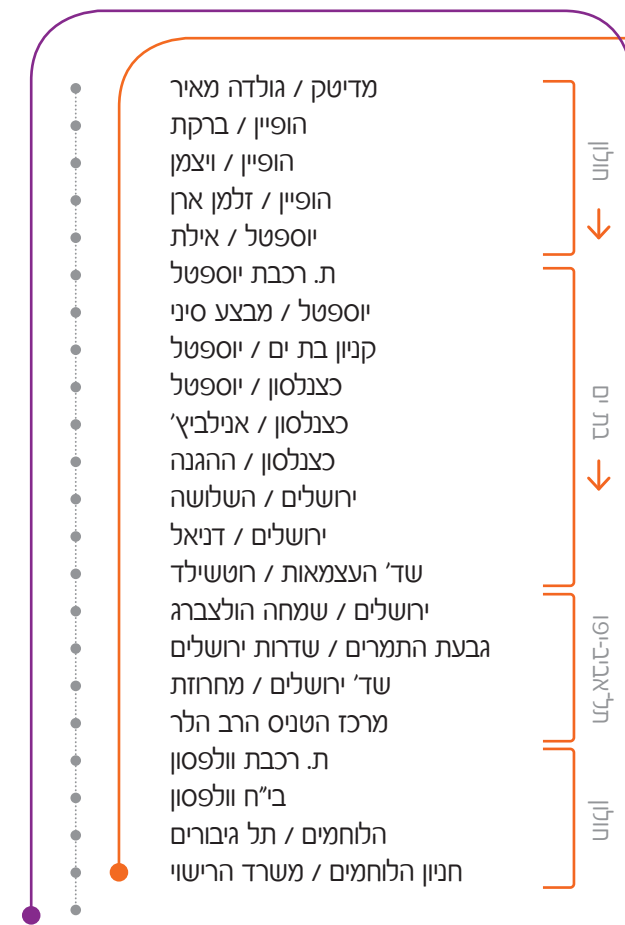 מדיטק / גולדה מאיר
הופיין / ברקת
הופיין / ויצמן
הופיין / זלמן ארן
יוספטל / אילת
חולון
ת. רכבת יוספטל
יוספטל / מבצע סיני
קניון בת ים / יוספטל
כצנלסון / יוספטל
כצנלסון / אנילביץ'
כצנלסון / ההגנה
ירושלים / השלושה
ירושלים / דניאל
שד' העצמאות / רוטשילד
בת ים
ירושלים / שמחה הולצברג
גבעת התמרים / שדרות ירושלים
שד' ירושלים / מחרוזת
מרכז הטניס הרב הלר
תל־אביב-יפו
ת. רכבת וולפסון
בי"ח וולפסון
הלוחמים / תל גיבורים
חניון הלוחמים / משרד הרישוי
חולון